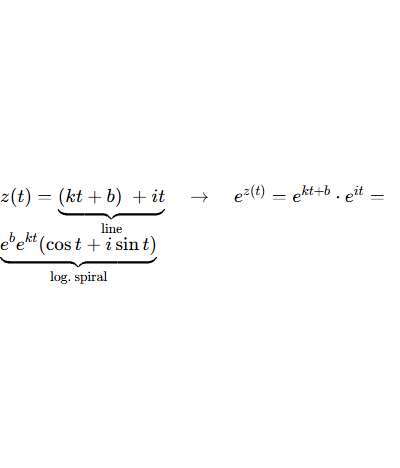 z(t) = (kt + b) + it → e^{z(t)} = e^{kt+b} · e^{it} =
line
e^b e^{kt}(cos t + i sin t)
log. spiral